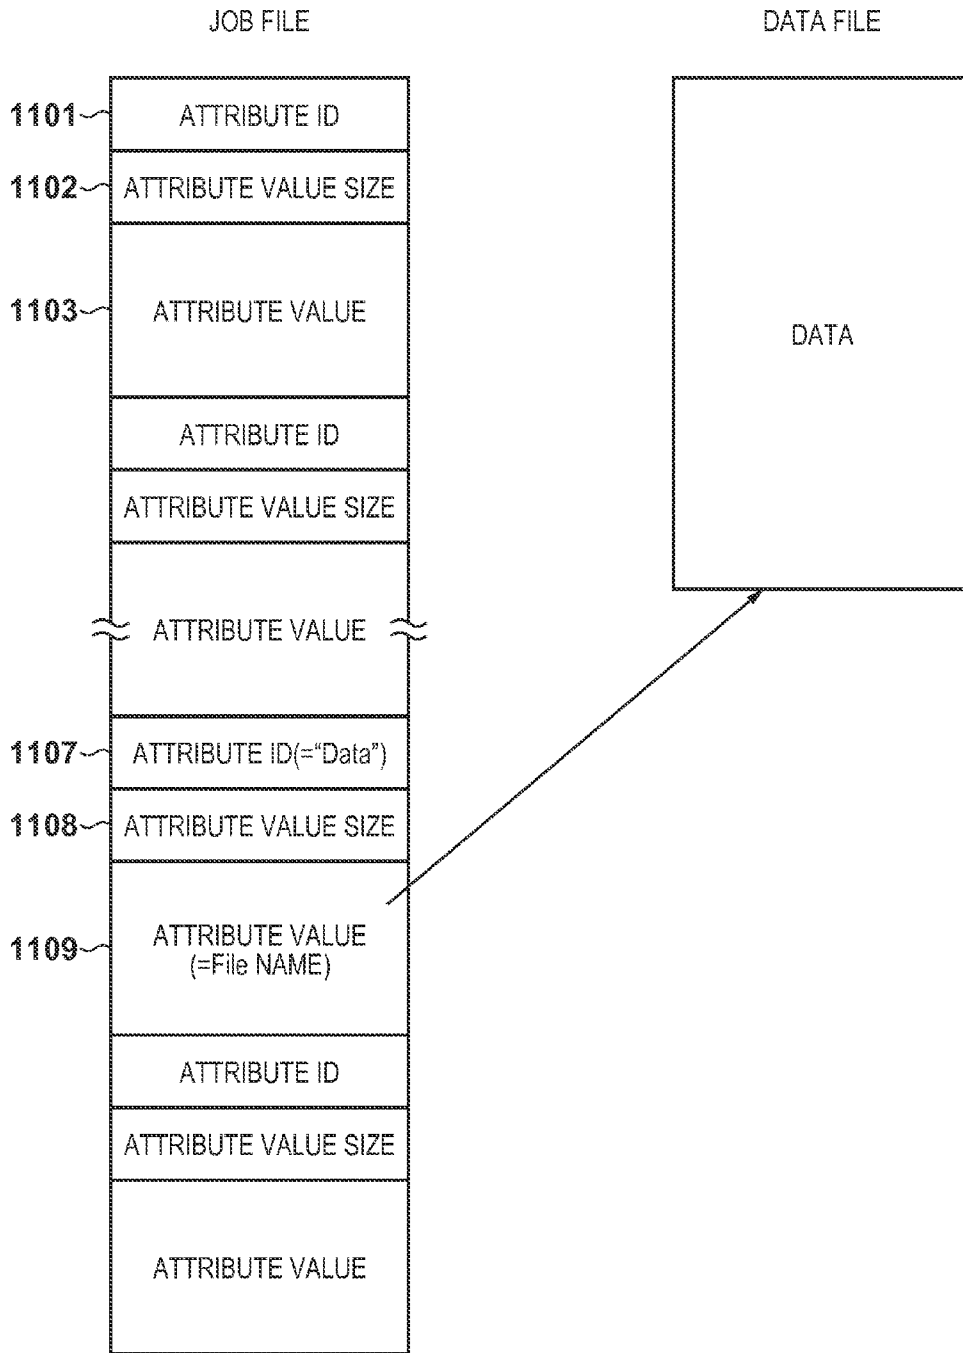 JOB FILE
DATA FILE
1101
ATTRIBUTE ID
1102
ATTRIBUTE VALUE SIZE
1103
ATTRIBUTE VALUE
DATA
ATTRIBUTE ID
ATTRIBUTE VALUE SIZE
ATTRIBUTE VALUE
1107
ATTRIBUTE ID(="Data")
1108
ATTRIBUTE VALUE SIZE
1109
ATTRIBUTE VALUE
(=File NAME)
ATTRIBUTE ID
ATTRIBUTE VALUE SIZE
ATTRIBUTE VALUE